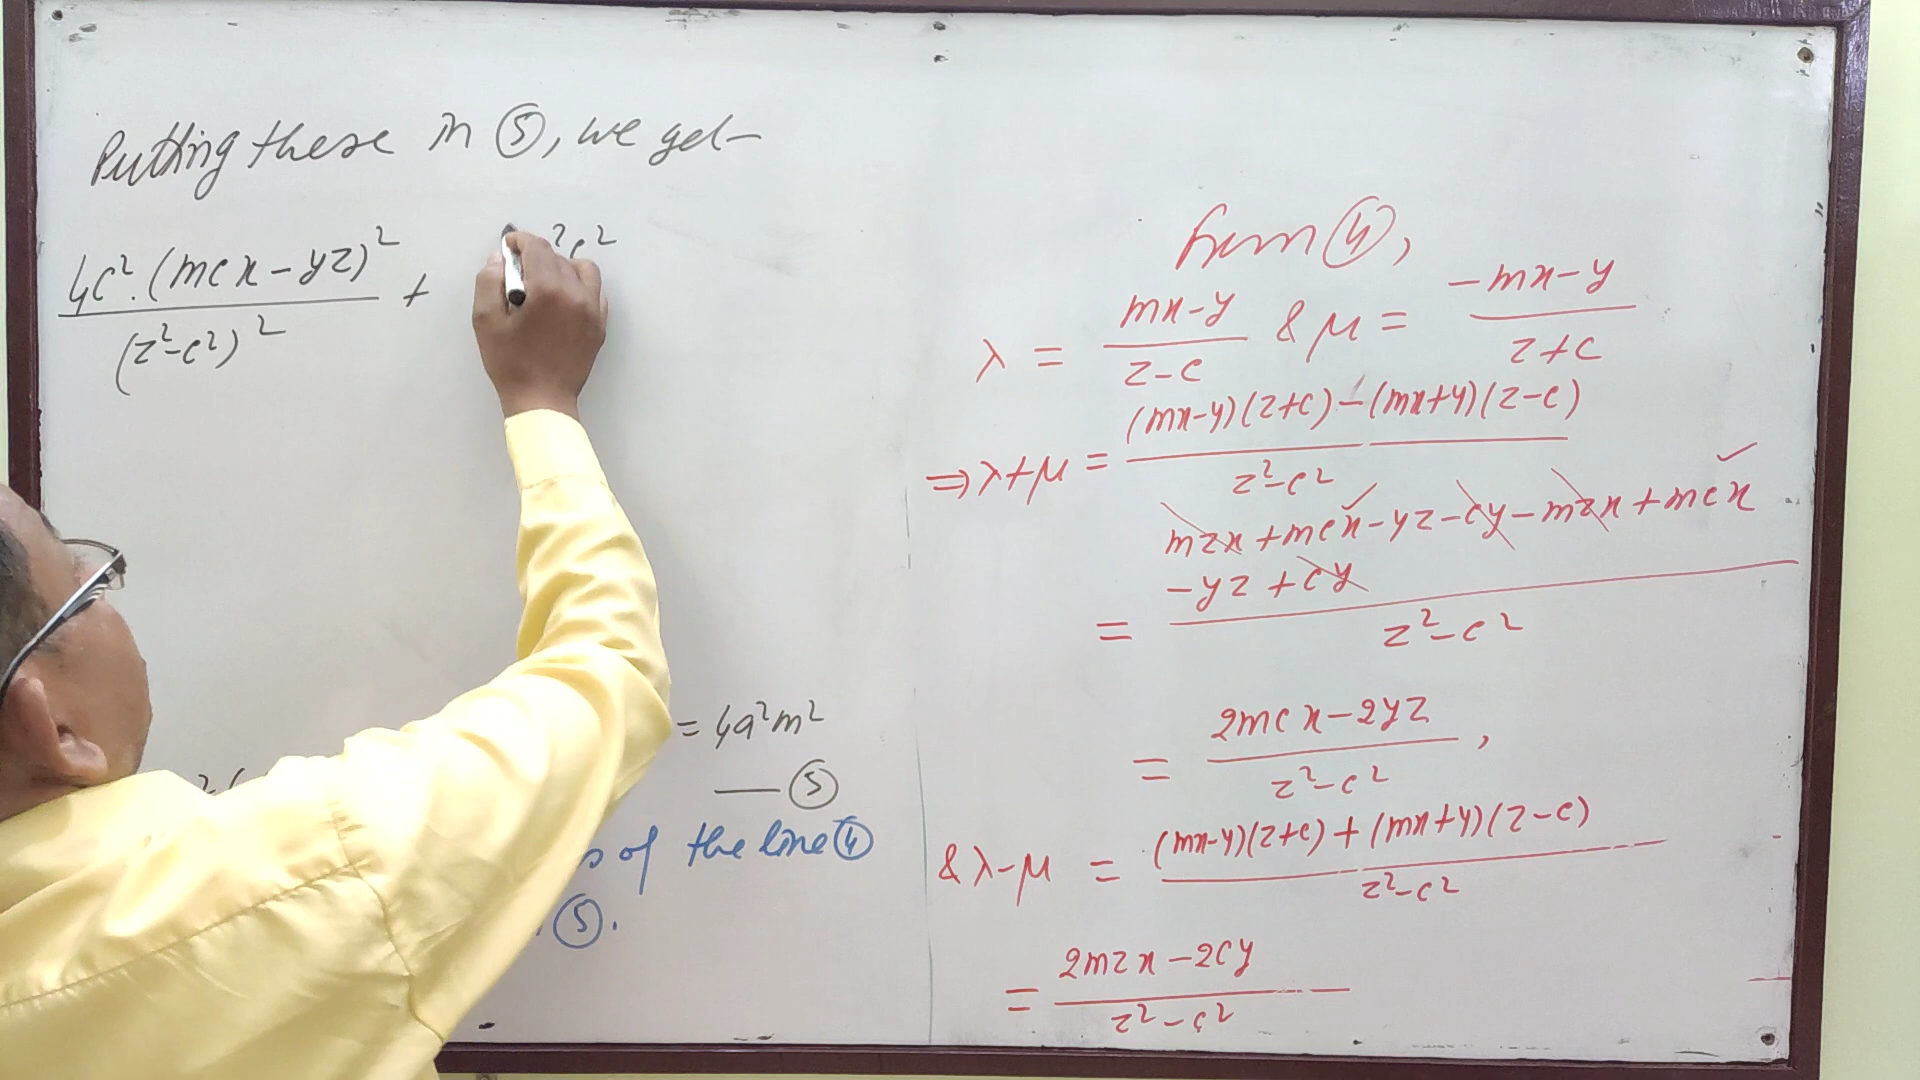 Putting these in ⑤, we get—
4c². (mcx - yz)² / (z²-c²)² + ²c²
= 4a²m²
—— ⑤
of the line ④
⑤.
from ④,
λ = mx-y / z-c & μ = -mx-y / z+c
⇒ λ+μ = (mx-y)(z+c) - (mx+y)(z-c) / z²-c²
= mzx + mcx - yz - cy - mzx + mcx - yz + cy / z²-c²
= 2mcx - 2yz / z²-c² ,
& λ-μ = (mx-y)(z+c) + (mx+y)(z-c) / z²-c²
= 2mzx - 2cy / z²-c²